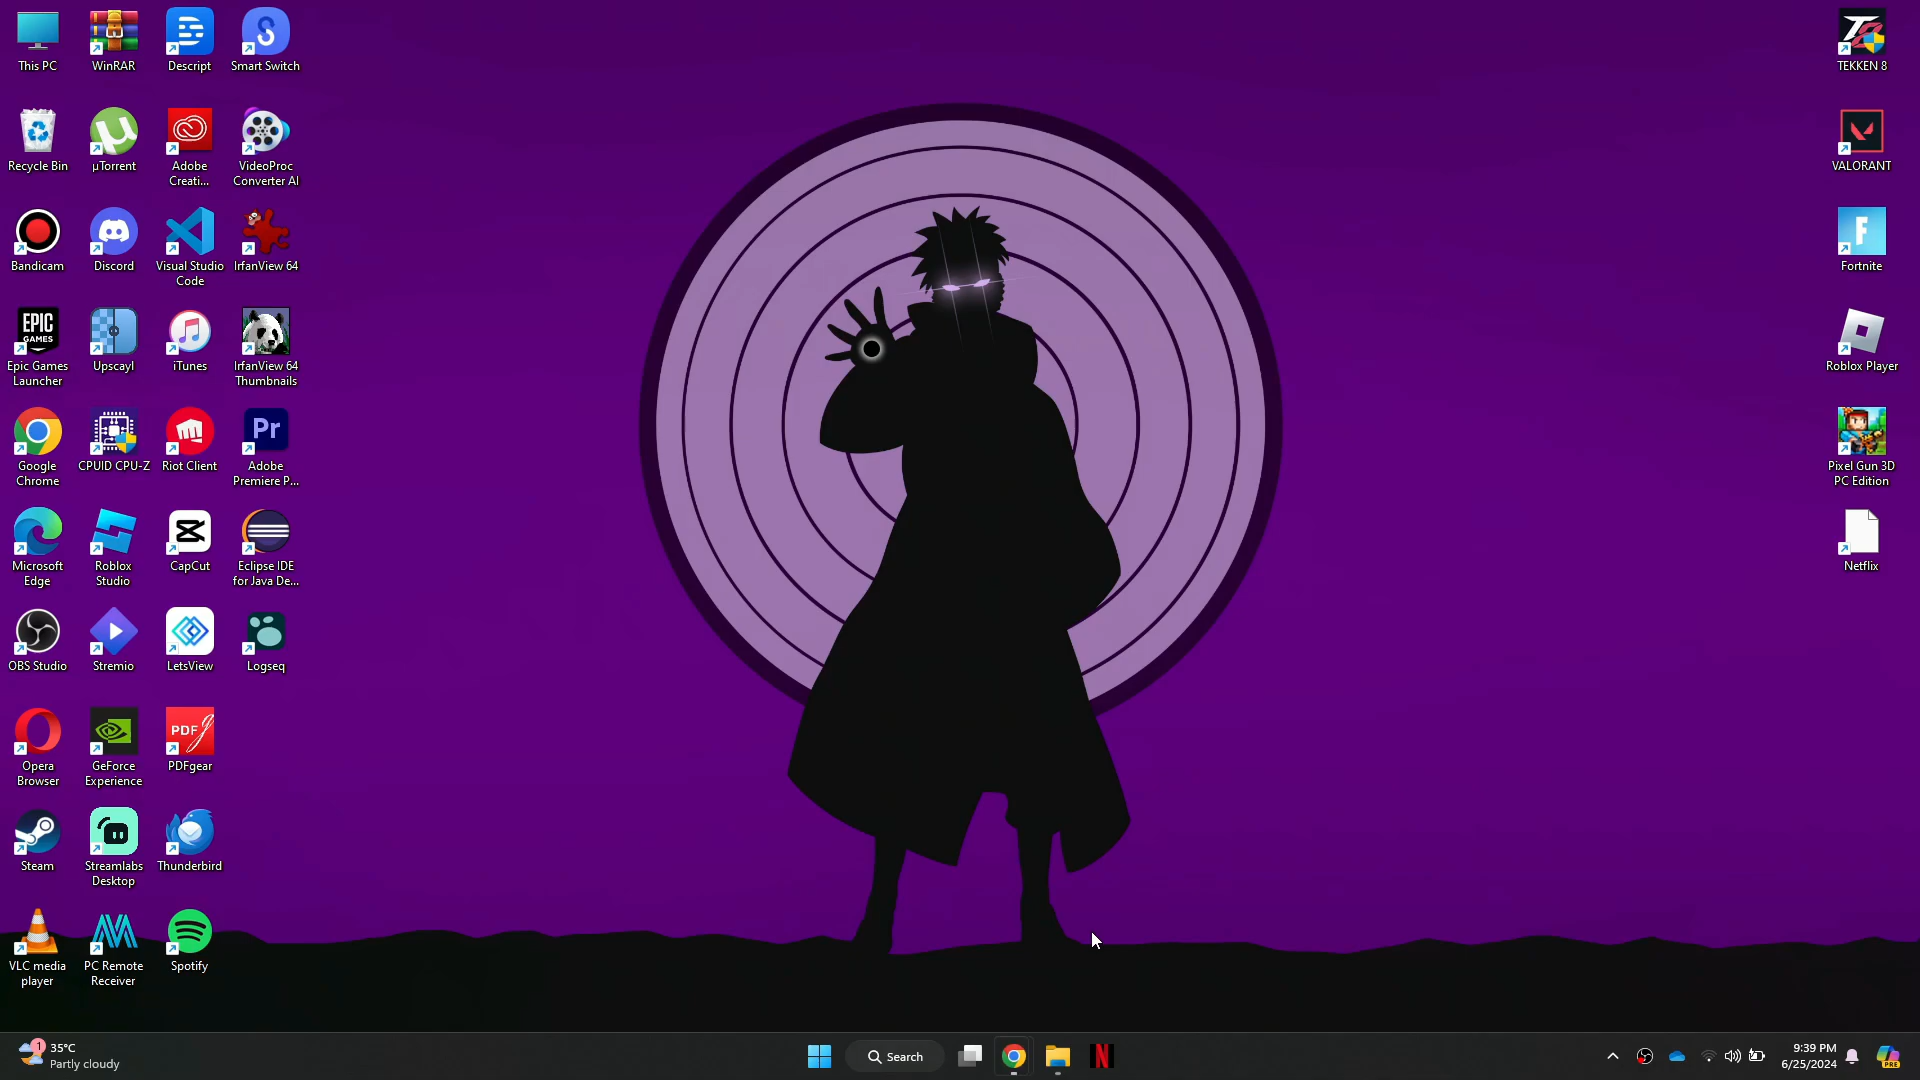 This PC
WinRAR
Descript
Smart Switch
TEKKEN 8
Recycle Bin
µTorrent
Adobe
Creati...
VideoProc
Converter AI
VALORANT
Bandicam
Discord
Visual Studio
Code
IrfanView 64
F
Fortnite
EPIC
GAMES
Epic Games
Launcher
Upscayl
iTunes
IrfanView 64
Thumbnails
Roblox Player
Google
Chrome
CPUID CPU-Z
Riot Client
Pr
Adobe
Premiere P...
Pixel Gun 3D
PC Edition
Microsoft
Edge
Roblox
Studio
CapCut
Eclipse IDE
for Java De...
Netflix
OBS Studio
Stremio
LetsView
Logseq
Opera
Browser
GeForce
Experience
PDF
PDFgear
Steam
Streamlabs
Desktop
Thunderbird
VLC media
player
PC Remote
Receiver
Spotify
1
35°C
Partly cloudy
Search
N
9:39 PM
6/25/2024
PRE